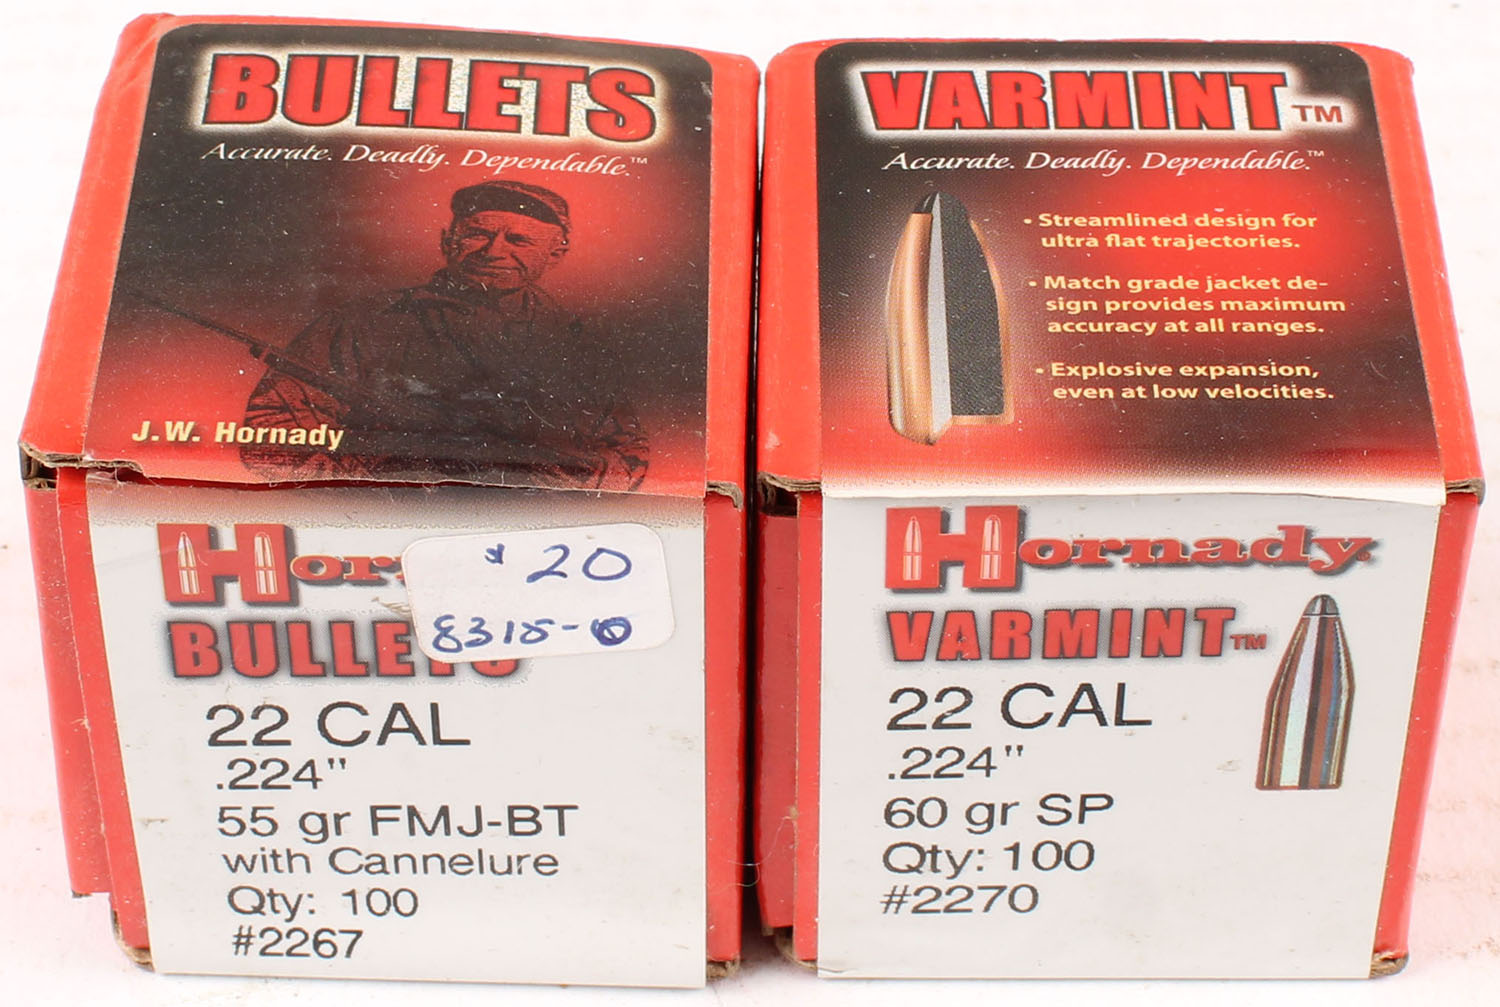 BULLETS
Accurate. Deadly. Dependable.™
J.W. Hornady
$20
8315-0
BULLETS
22 CAL
.224"
55 gr FMJ-BT
with Cannelure
Qty: 100
#2267
VARMINT™
Accurate. Deadly. Dependable.™
• Streamlined design for
ultra flat trajectories.
• Match grade jacket de-
sign provides maximum
accuracy at all ranges.
• Explosive expansion,
even at low velocities.
Hornady
VARMINT™
22 CAL
.224"
60 gr SP
Qty: 100
#2270